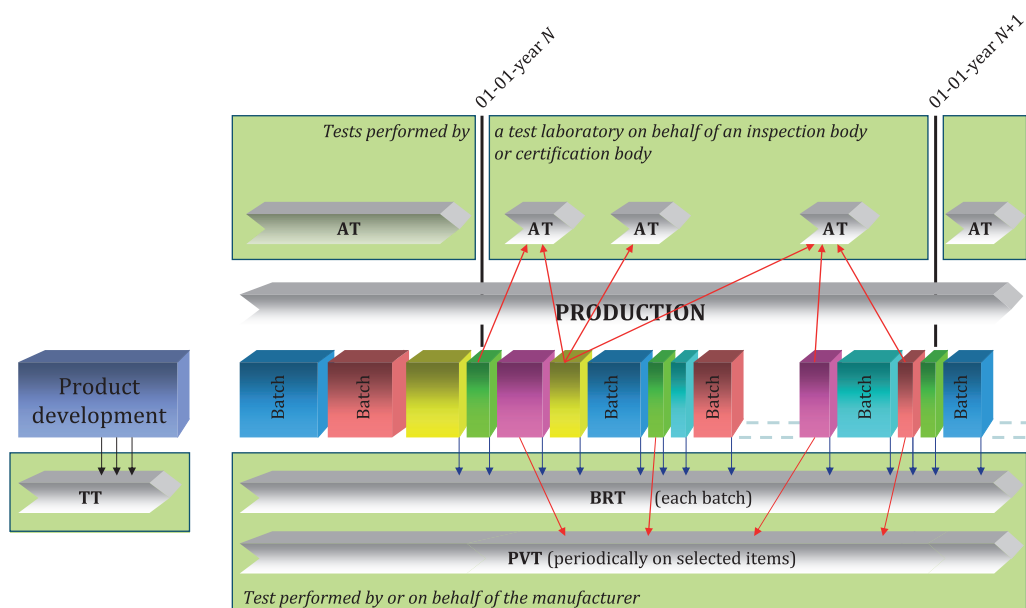 01-01-year N
01-01-year N+1
Tests performed by
a test laboratory on behalf of an inspection body
or certification body
AT
AT
AT
AT
AT
PRODUCTION
Product
development
Batch
Batch
Batch
Batch
Batch
Batch
TT
BRT (each batch)
PVT (periodically on selected items)
Test performed by or on behalf of the manufacturer